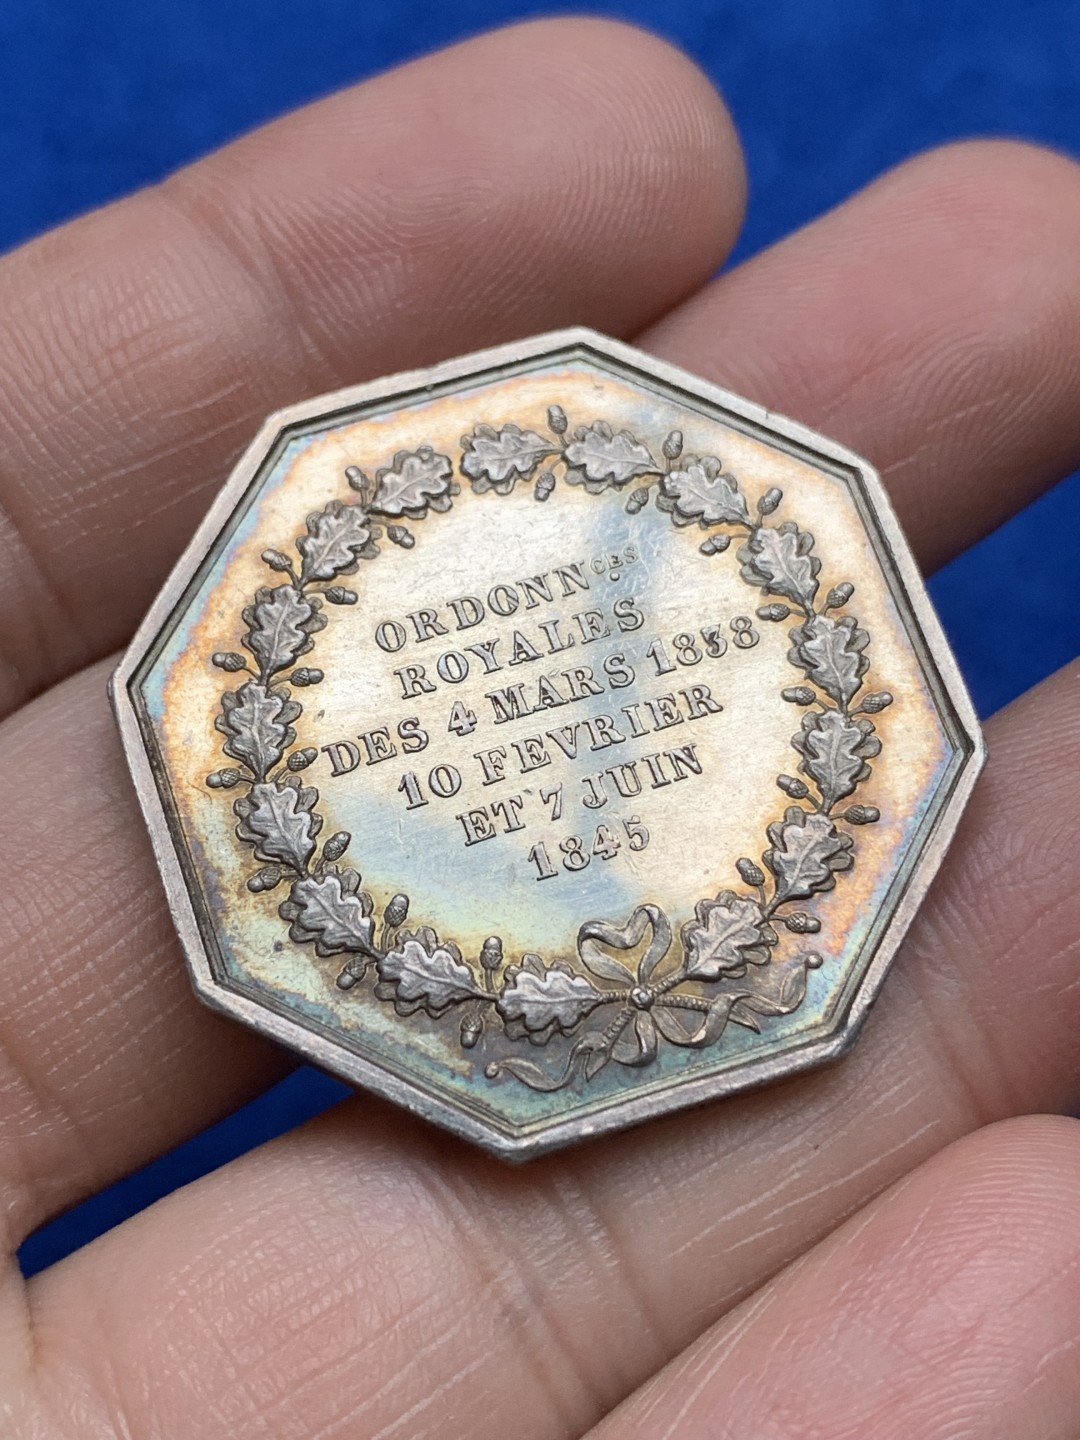 ORDONNCES
ROYALES
DES 4 MARS 1838
10 FEVRIER
ET 7 JUIN
1845